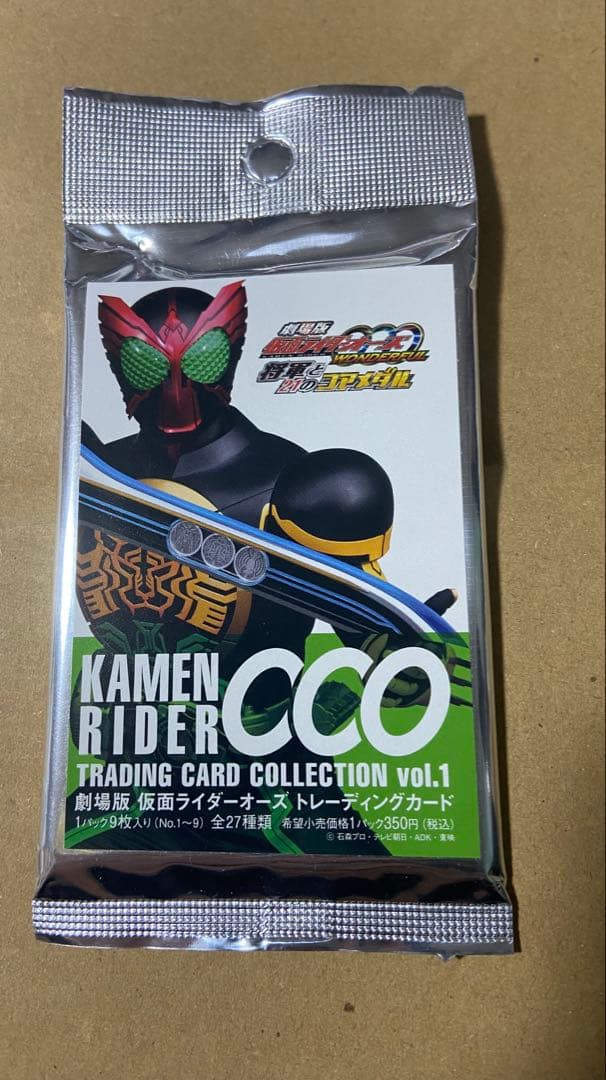 劇場版
仮面ライダーオーズ
KAMEN RIDER
WONDERFUL
将軍と
21のコアメダル
KAMEN
RIDER OOO
TRADING CARD COLLECTION vol.1
劇場版 仮面ライダーオーズ トレーディングカード
1パック9枚入り(No.1~9) 全27種類 希望小売価格1パック350円(税込)
© 石森プロ・テレビ朝日・ADK・東映